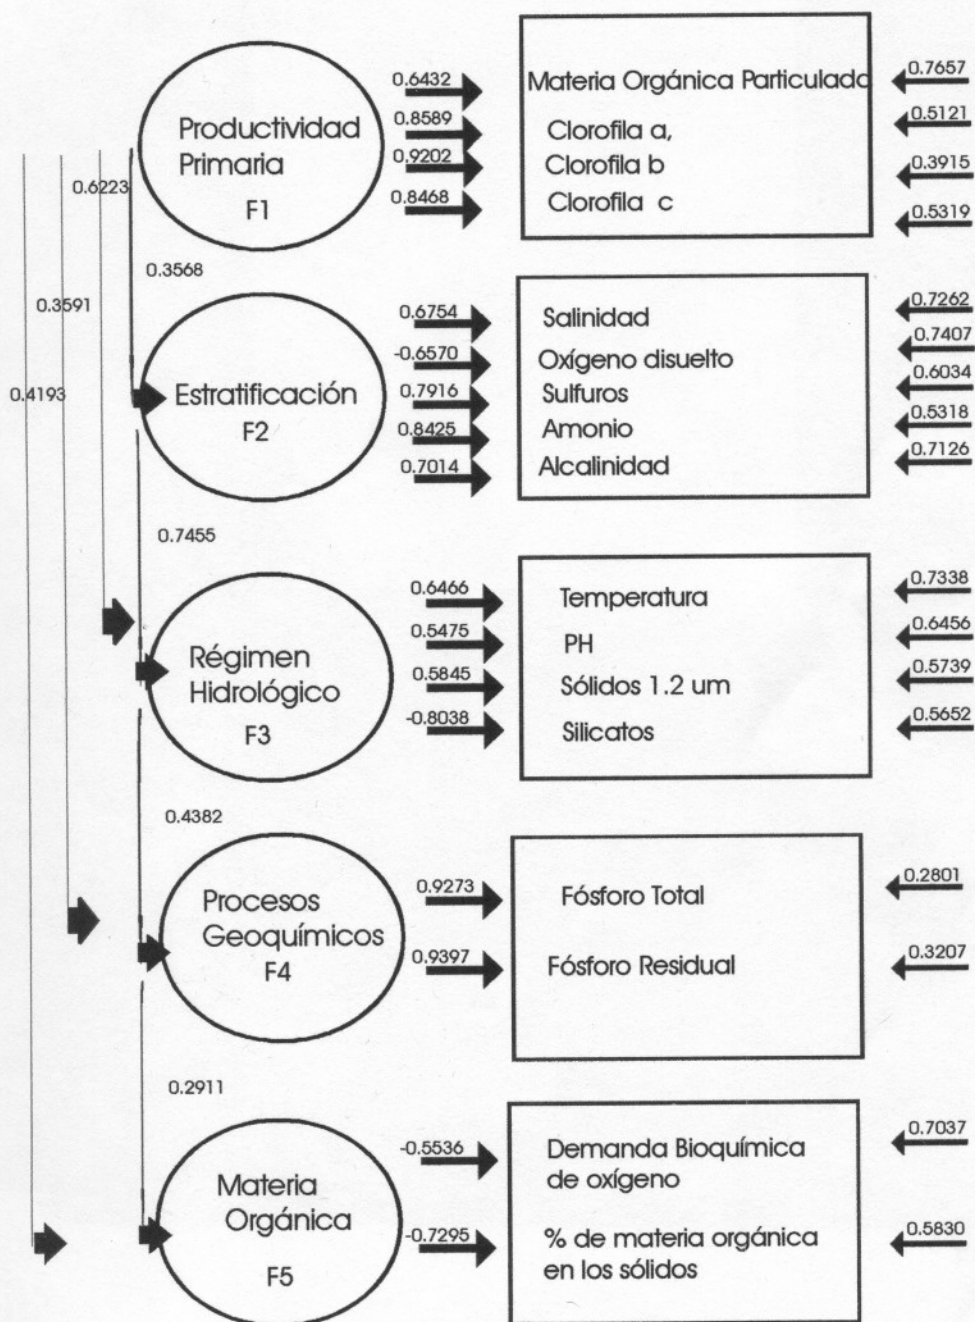 0.6432
0.8589
0.9202
0.8468
Productividad
Primaria
F1
Materia Orgánica Particulada
Clorofila a,
Clorofila b
Clorofila c
0.7657
0.5121
0.3915
0.5319
0.6223
0.3568
0.3591
0.4193
Estratificación
F2
0.6754
-0.6570
0.7916
0.8425
0.7014
Salinidad
Oxígeno disuelto
Sulfuros
Amonio
Alcalinidad
0.7262
0.7407
0.6034
0.5318
0.7126
0.7455
Régimen
Hidrológico
F3
0.6466
0.5475
0.5845
-0.8038
Temperatura
PH
Sólidos 1.2 um
Silicatos
0.7338
0.6456
0.5739
0.5652
0.4382
Procesos
Geoquímicos
F4
0.9273
0.9397
Fósforo Total
Fósforo Residual
0.2801
0.3207
0.2911
Materia
Orgánica
F5
-0.5536
-0.7295
Demanda Bioquímica
de oxígeno
% de materia orgánica
en los sólidos
0.7037
0.5830